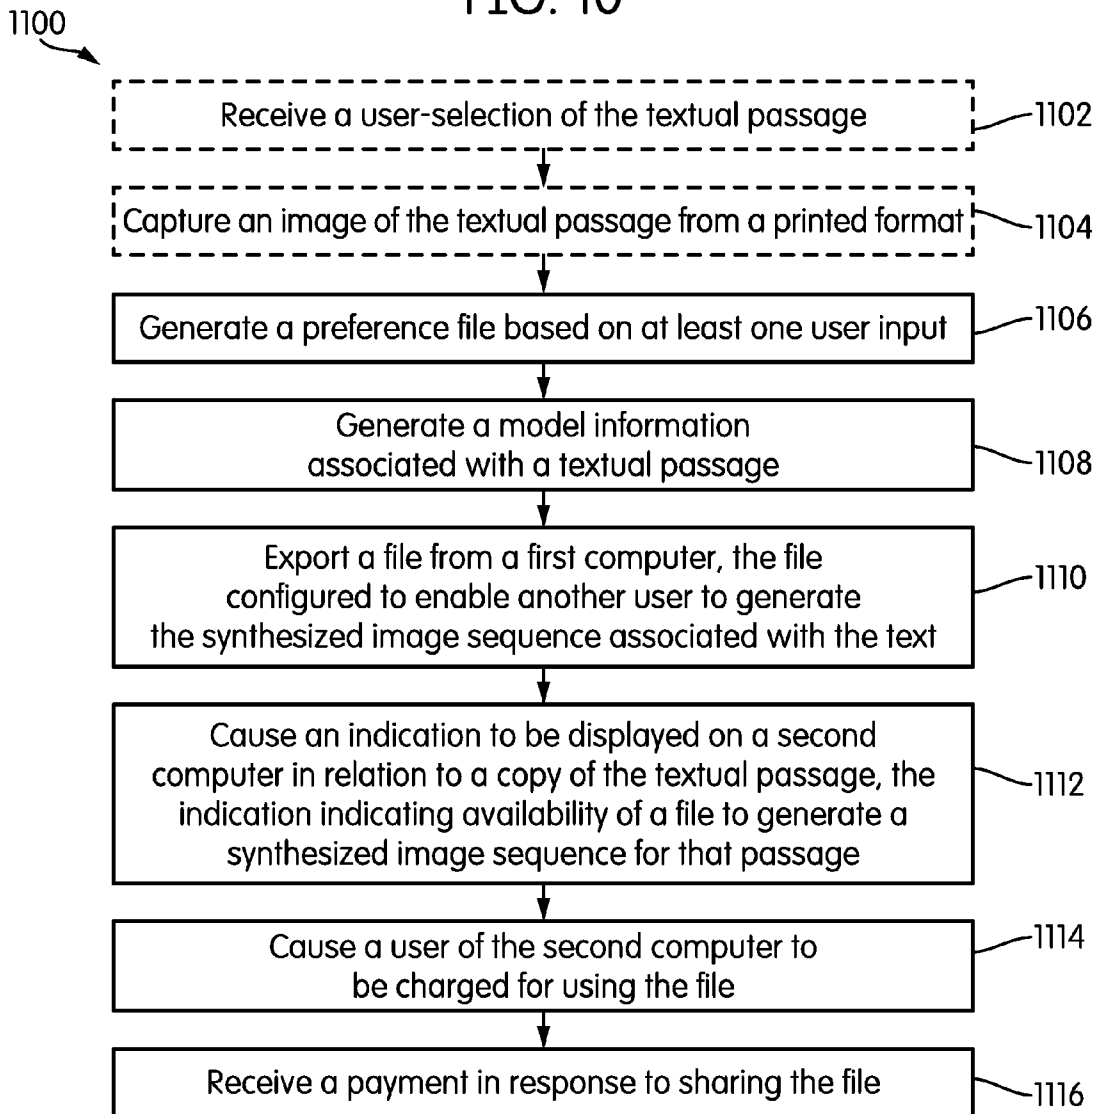 FIG. 10
1100
Receive a user-selection of the textual passage
1102
Capture an image of the textual passage from a printed format
1104
Generate a preference file based on at least one user input
1106
Generate a model information
associated with a textual passage
1108
Export a file from a first computer, the file
configured to enable another user to generate
the synthesized image sequence associated with the text
1110
Cause an indication to be displayed on a second
computer in relation to a copy of the textual passage, the
indication indicating availability of a file to generate a
synthesized image sequence for that passage
1112
Cause a user of the second computer to
be charged for using the file
1114
Receive a payment in response to sharing the file
1116